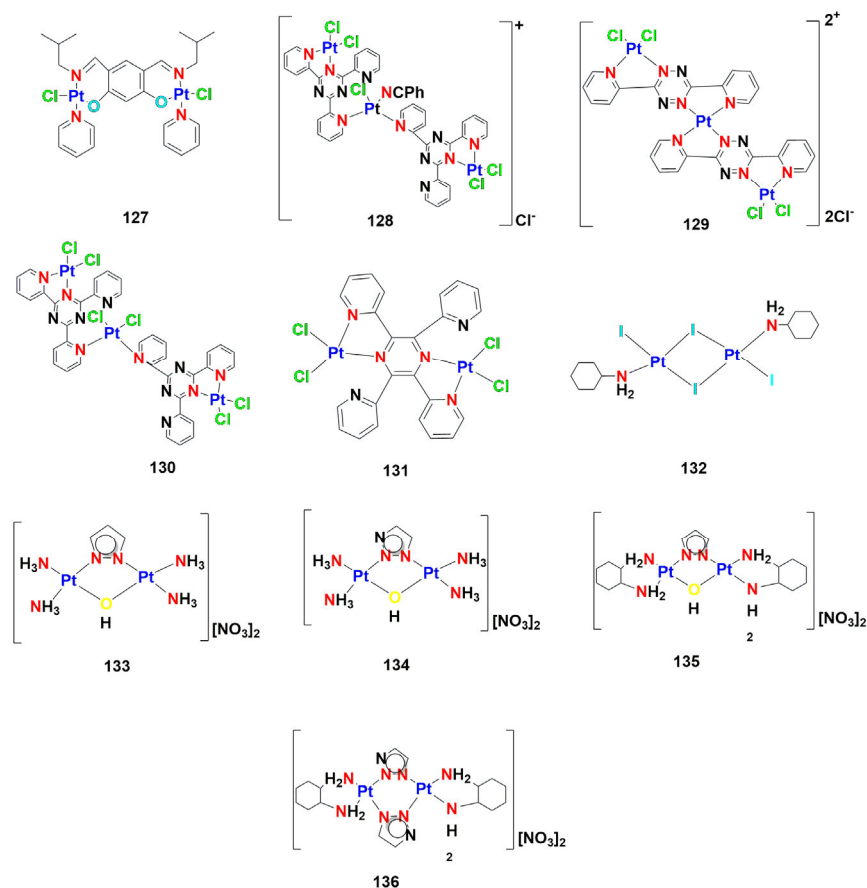 Cl
N
Pt
O
N
N
Pt
O
N
Cl
127
+
Cl
Cl
Pt
N
N
N
N
N
Cl
NCPh
Pt
N
N
N
N
N
N
N
Pt
Cl
Cl
Cl-
128
2+
Cl
Cl
Pt
N
N
N
N
N
N
N
Pt
N
N
N
N
N
N
Pt
Cl
Cl
2Cl-
129
Cl
Pt
Cl
N
N
N
N
N
Cl
Cl
Pt
N
N
N
N
N
N
N
Pt
Cl
Cl
130
Cl
Pt
Cl
N
N
N
N
N
N
Pt
Cl
Cl
131
I
I
H2
N
Pt
Pt
N
H2
I
I
132
H3N
N
N
NH3
Pt
Pt
NH3
O
H
NH3
[NO3]2
133
N
H3N
N
N
NH3
Pt
Pt
NH3
O
H
NH3
[NO3]2
134
H2N
N
N
NH2
Pt
Pt
NH2
O
H
N
H
2
[NO3]2
135
N
H2N
N
N
NH2
Pt
Pt
NH2
N
N
N
N
H
2
[NO3]2
136